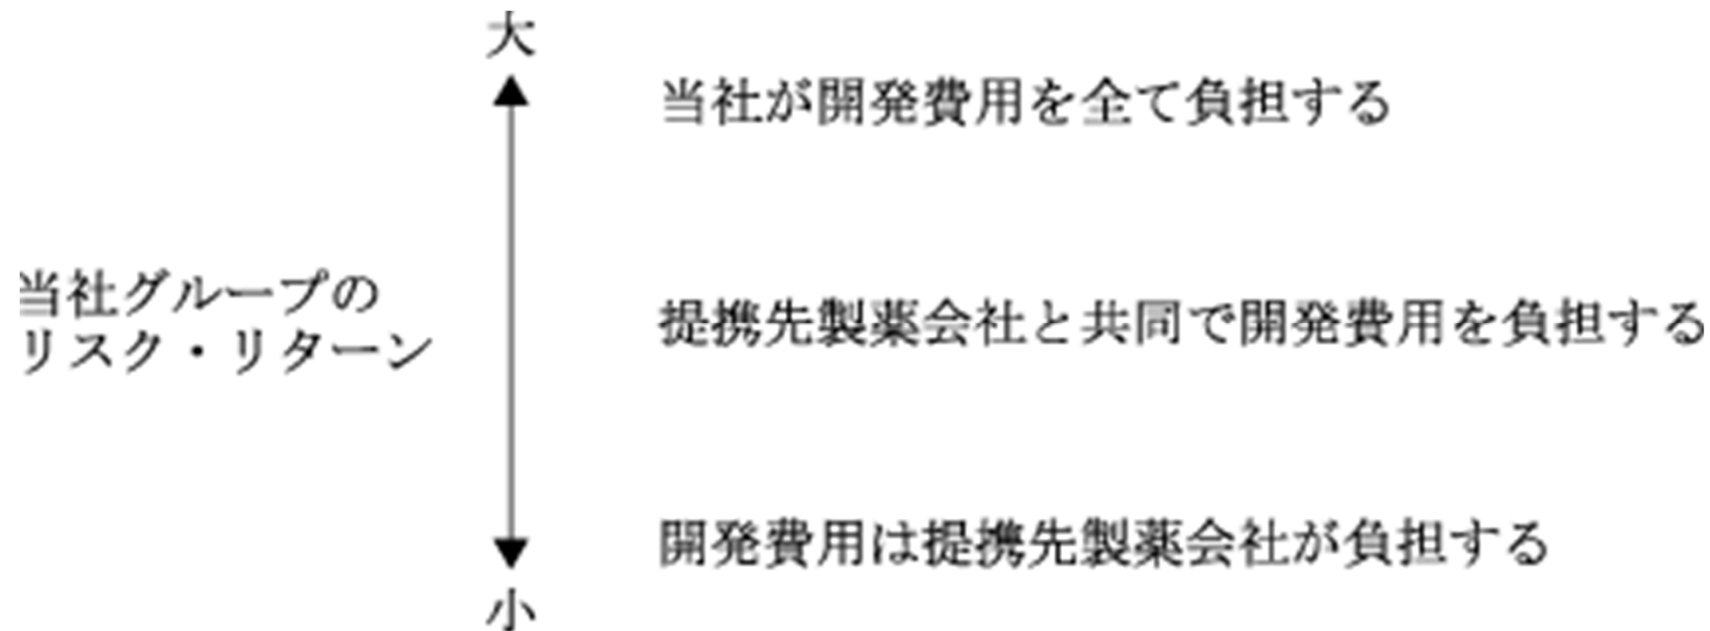 大
当社が開発費用を全て負担する
当社グループの
リスク・リターン
提携先製薬会社と共同で開発費用を負担する
開発費用は提携先製薬会社が負担する
小